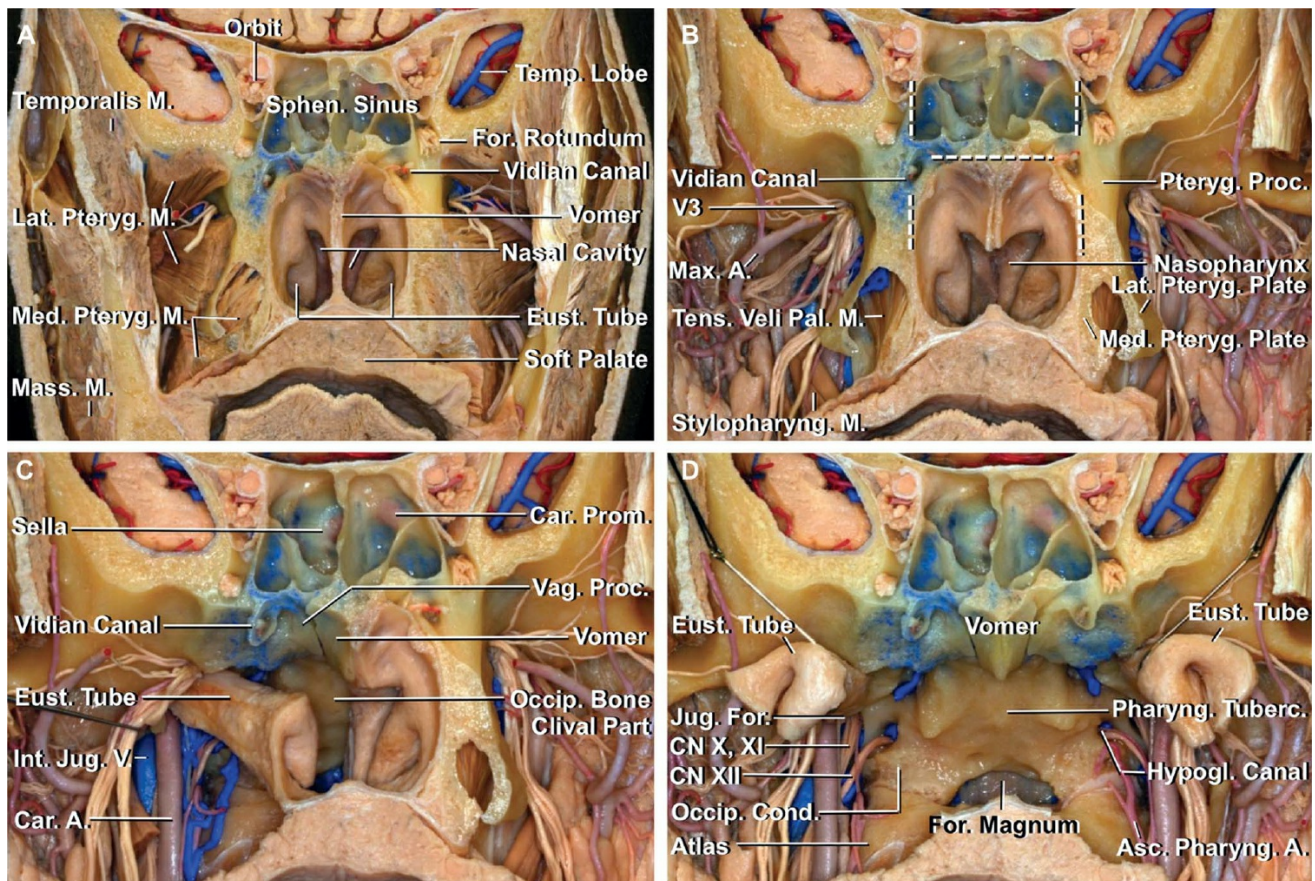 A
Orbit
Temp. Lobe
Temporalis M.
Sphen. Sinus
For. Rotundum
Vidian Canal
Lat. Pteryg. M.
Vomer
Nasal Cavity
Med. Pteryg. M.
Eust. Tube
Soft Palate
Mass. M.
B
Vidian Canal
Pteryg. Proc.
V3
Max. A.
Nasopharynx
Lat. Pteryg. Plate
Tens. Veli Pal. M.
Med. Pteryg. Plate
Stylopharyng. M.
C
Sella
Car. Prom.
Vag. Proc.
Vidian Canal
Vomer
Eust. Tube
Occip. Bone
Clival Part
Int. Jug. V.
Car. A.
D
Eust. Tube
Vomer
Eust. Tube
Jug. For.
Pharyng. Tuberc.
CN X, XI
CN XII
Hypogl. Canal
Occip. Cond.
For. Magnum
Atlas
Asc. Pharyng. A.